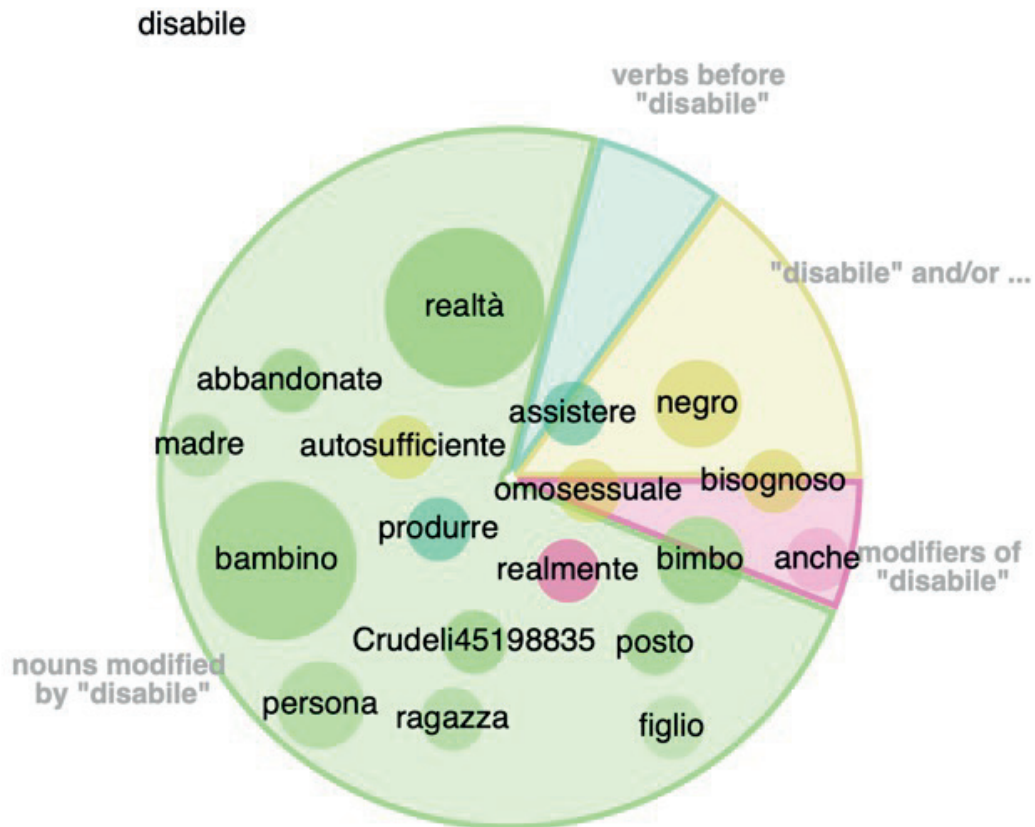 disabile
verbs before
"disabile"
"disabile" and/or ...
realtà
abbandonatə
assistere
negro
madre
autosufficiente
omosessuale
bisognoso
produrre
bambino
realmente
bimbo
anche
modifiers of
"disabile"
Crudeli45198835
posto
nouns modified
by "disabile"
persona
ragazza
figlio